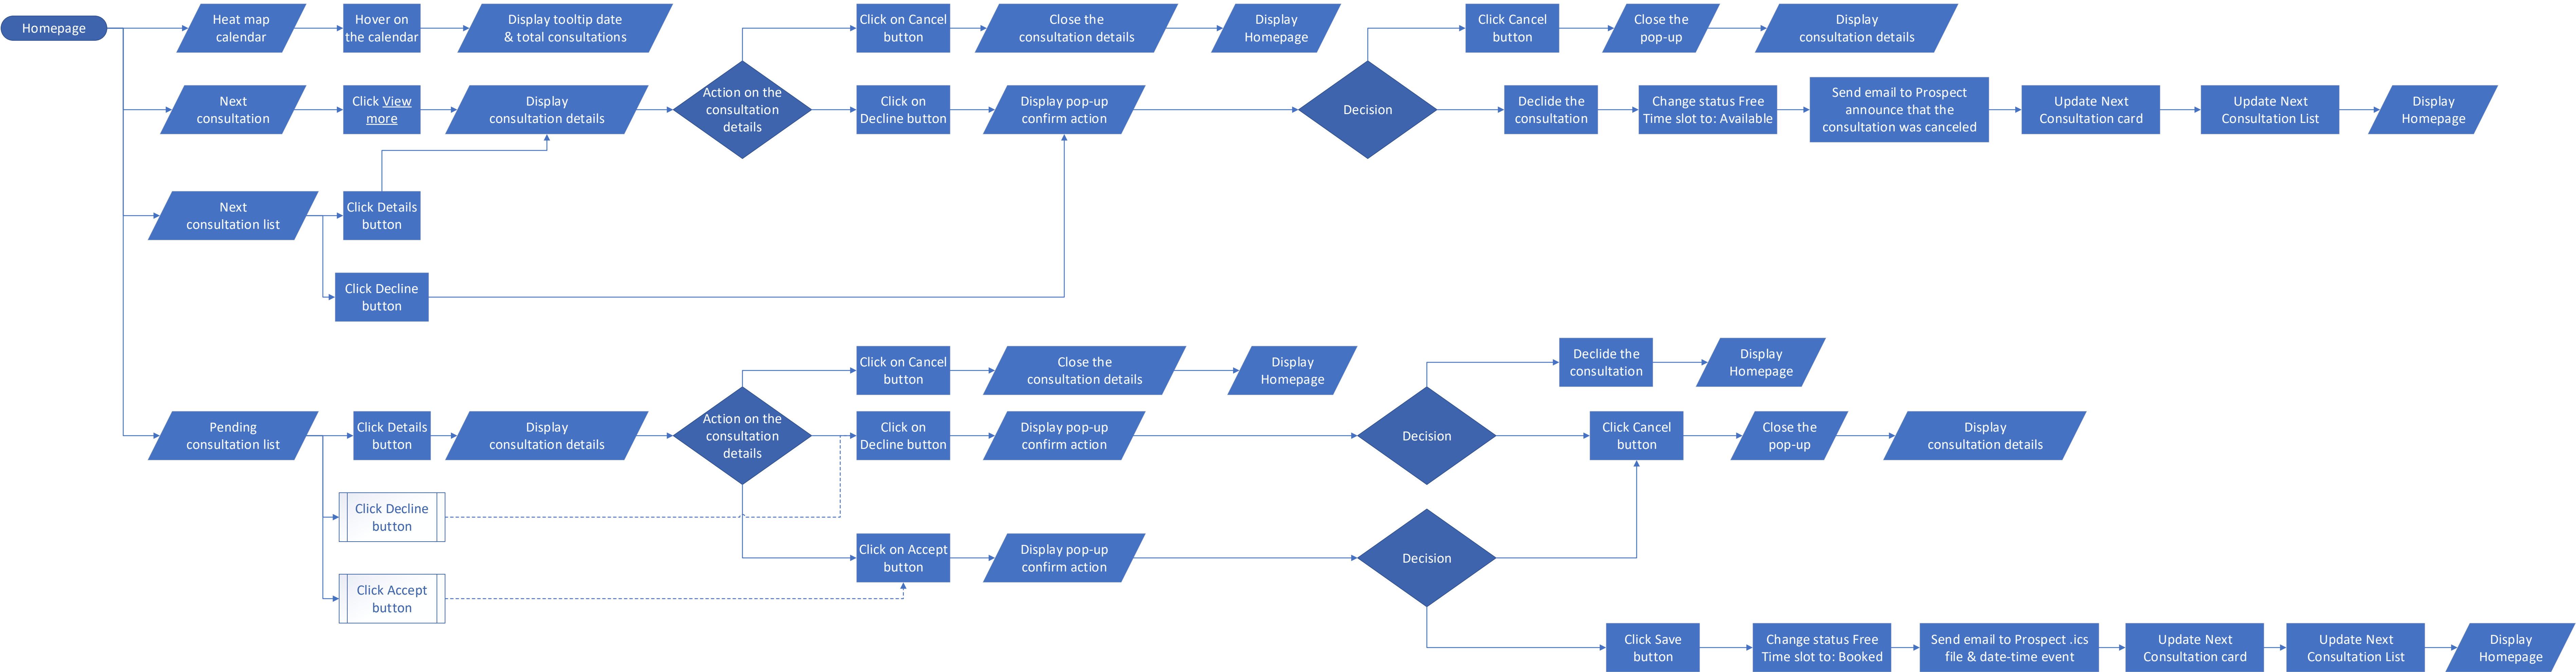 Homepage
Heat map
calendar
Hover on
the calendar
Display tooltip date
& total consultations
Click on Cancel
button
Close the
consultation details
Display
Homepage
Click Cancel
button
Close the
pop-up
Display
consultation details
Next
consultation
Click View
more
Display
consultation details
Action on the
consultation
details
Click on
Decline button
Display pop-up
confirm action
Decision
Declide the
consultation
Change status Free
Time slot to: Available
Send email to Prospect
announce that the
consultation was canceled
Update Next
Consultation card
Update Next
Consultation List
Display
Homepage
Next
consultation list
Click Details
button
Click Decline
button
Click on Cancel
button
Close the
consultation details
Display
Homepage
Declide the
consultation
Display
Homepage
Pending
consultation list
Click Details
button
Display
consultation details
Action on the
consultation
details
Click on
Decline button
Display pop-up
confirm action
Decision
Click Cancel
button
Close the
pop-up
Display
consultation details
Click Decline
button
Click on Accept
button
Display pop-up
confirm action
Decision
Click Accept
button
Click Save
button
Change status Free
Time slot to: Booked
Send email to Prospect .ics
file & date-time event
Update Next
Consultation card
Update Next
Consultation List
Display
Homepage